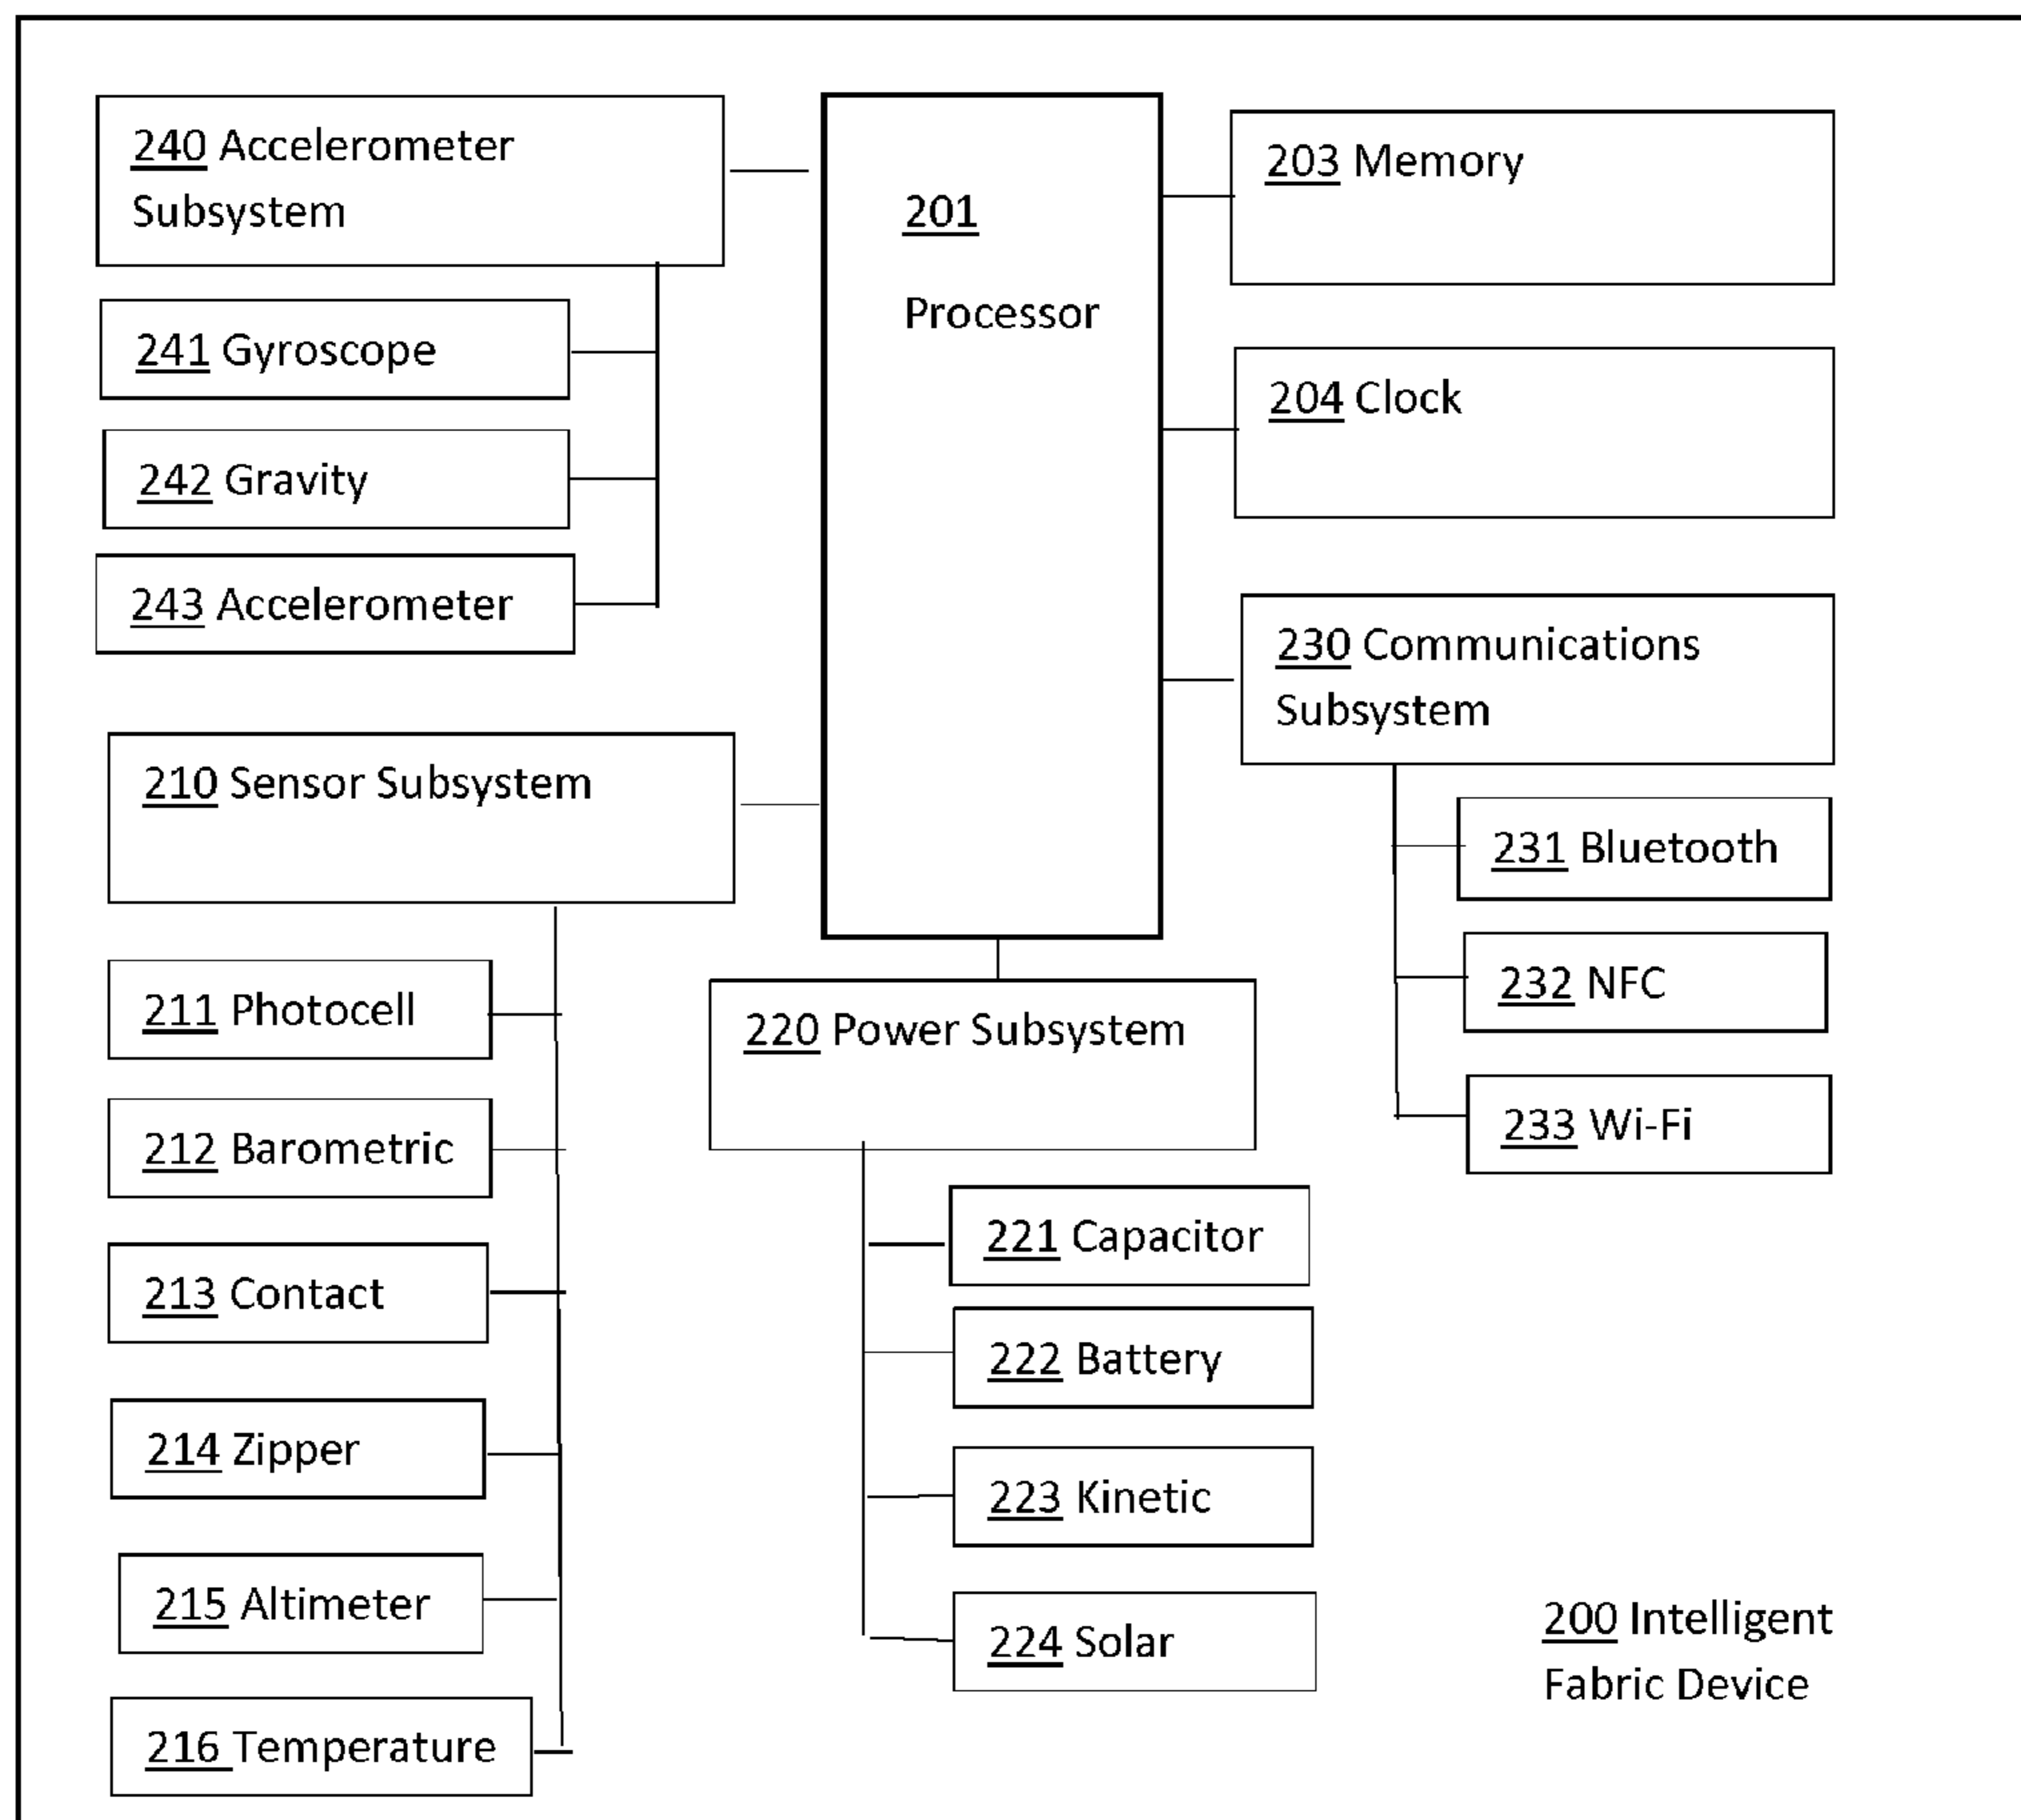 240 Accelerometer
Subsystem
241 Gyroscope
242 Gravity
243 Accelerometer
210 Sensor Subsystem
211 Photocell
212 Barometric
213 Contact
214 Zipper
215 Altimeter
216 Temperature
201
Processor
220 Power Subsystem
221 Capacitor
222 Battery
223 Kinetic
224 Solar
203 Memory
204 Clock
230 Communications
Subsystem
231 Bluetooth
232 NFC
233 Wi-Fi
200 Intelligent
Fabric Device